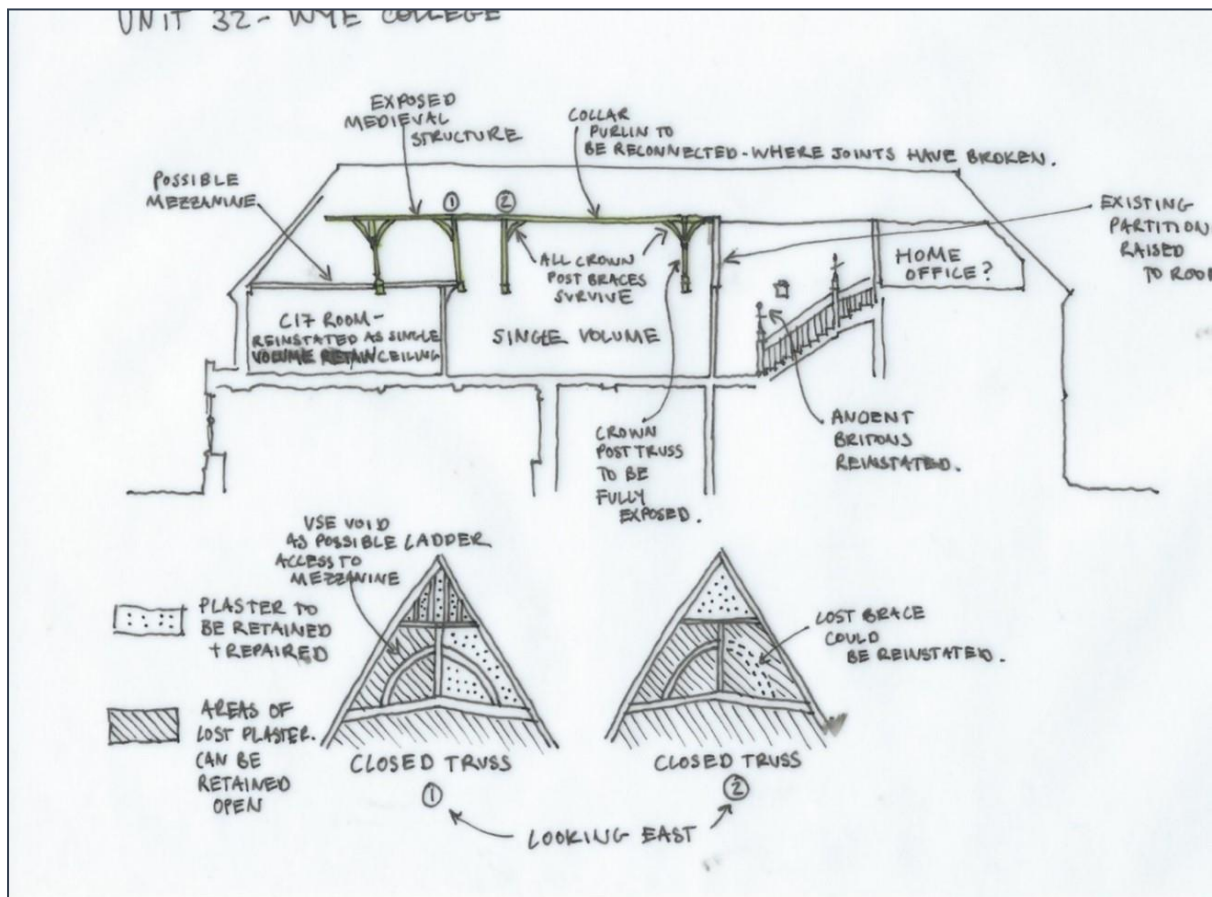 UNIT 32 - WYE COLLEGE
EXPOSED
MEDIEVAL
STRUCTURE
COLLAR
PURLIN TO
BE RECONNECTED - WHERE JOINTS HAVE BROKEN.
POSSIBLE
MEZZANINE
①
②
EXISTING
PARTITION
RAISED
TO ROOF
ALL CROWN
POST BRACES
SURVIVE
HOME
OFFICE?
C17 ROOM -
REINSTATED AS SINGLE
VOLUME RETAIN CEILING
SINGLE VOLUME
CROWN
POST TRUSS
TO BE
FULLY
EXPOSED.
ANCIENT
BRITONS
REINSTATED.
USE VOID
AS POSSIBLE LADDER
ACCESS TO
MEZZANINE
PLASTER TO
BE RETAINED
+ REPAIRED
LOST BRACE
COULD
BE REINSTATED.
AREAS OF
LOST PLASTER.
CAN BE
RETAINED
OPEN
CLOSED TRUSS
①
CLOSED TRUSS
②
LOOKING EAST